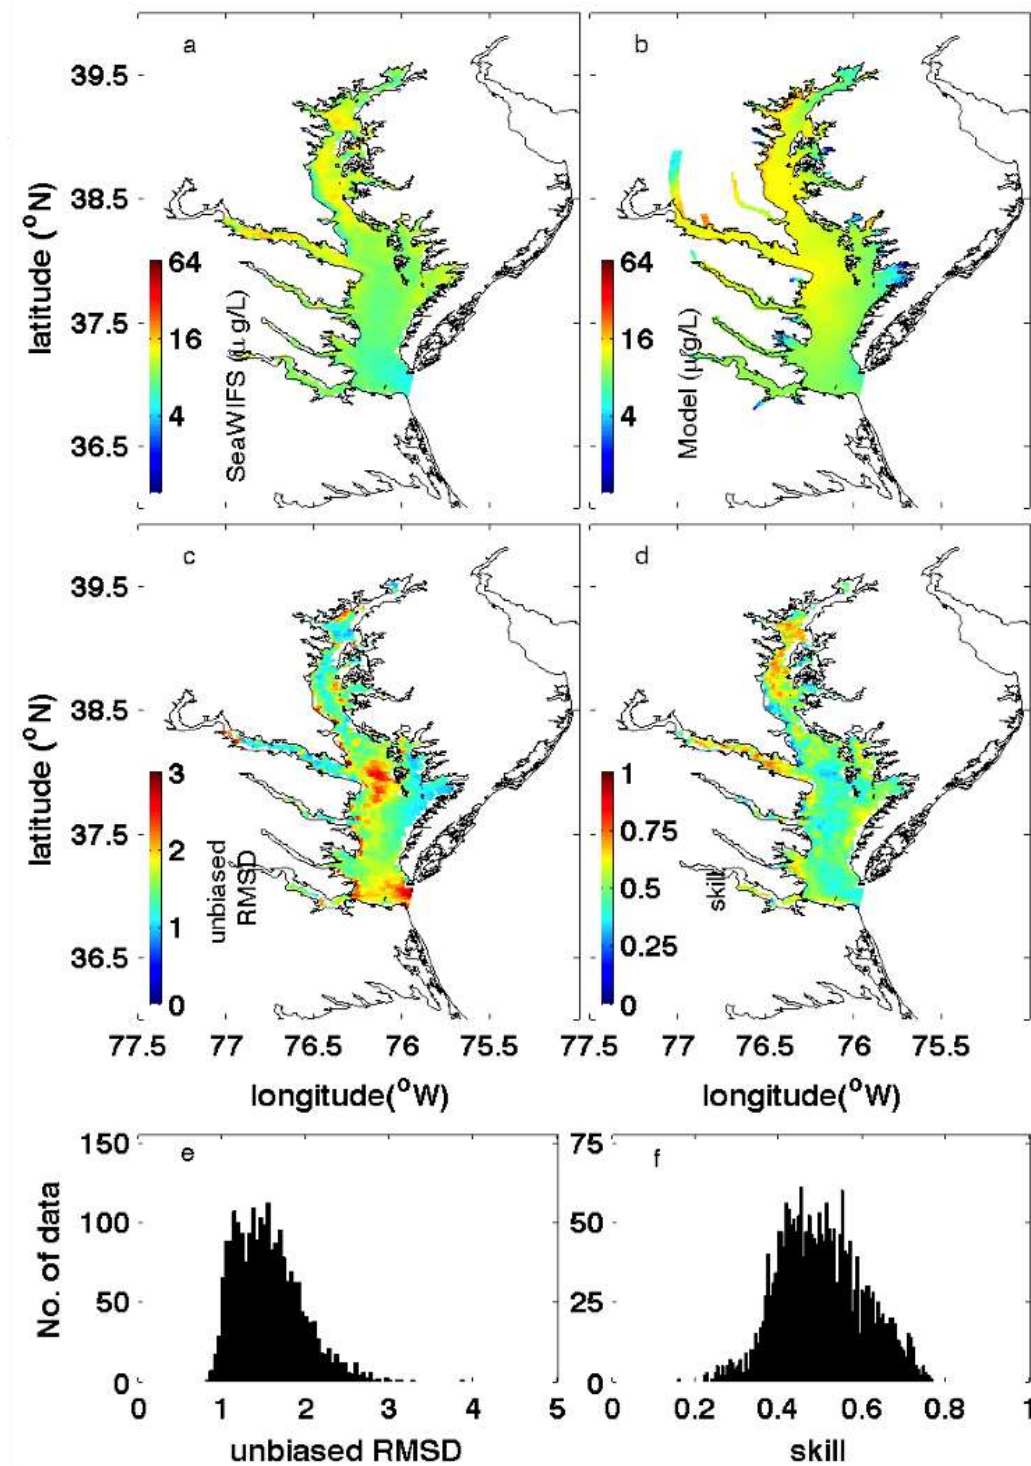 a
b
39.5
38.5
37.5
36.5
latitude (°N)
64
16
4
SeaWIFS (μ g/L)
64
16
4
Model (μg/L)
c
d
39.5
38.5
37.5
36.5
latitude (°N)
3
2
1
0
unbiased
RMSD
1
0.75
0.5
0.25
0
skill
77.5 77 76.5 76 75.5
77 76.5 76 75.5
longitude(°W)
longitude(°W)
150
100
50
0
No. of data
e
0 1 2 3 4 5
unbiased RMSD
75
50
25
0
f
0 0.2 0.4 0.6 0.8 1
skill